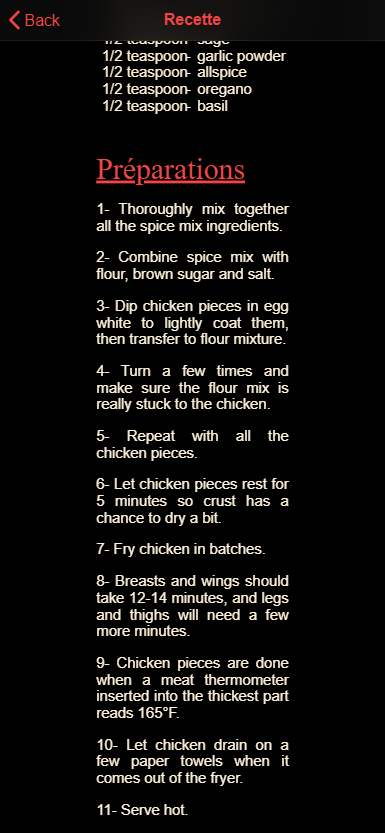 Back
Recette
1/2 teaspoon- sage
1/2 teaspoon- garlic powder
1/2 teaspoon- allspice
1/2 teaspoon- oregano
1/2 teaspoon- basil
Préparations
1- Thoroughly mix together
all the spice mix ingredients.
2- Combine spice mix with
flour, brown sugar and salt.
3- Dip chicken pieces in egg
white to lightly coat them,
then transfer to flour mixture.
4- Turn a few times and
make sure the flour mix is
really stuck to the chicken.
5- Repeat with all the
chicken pieces.
6- Let chicken pieces rest for
5 minutes so crust has a
chance to dry a bit.
7- Fry chicken in batches.
8- Breasts and wings should
take 12-14 minutes, and legs
and thighs will need a few
more minutes.
9- Chicken pieces are done
when a meat thermometer
inserted into the thickest part
reads 165°F.
10- Let chicken drain on a
few paper towels when it
comes out of the fryer.
11- Serve hot.